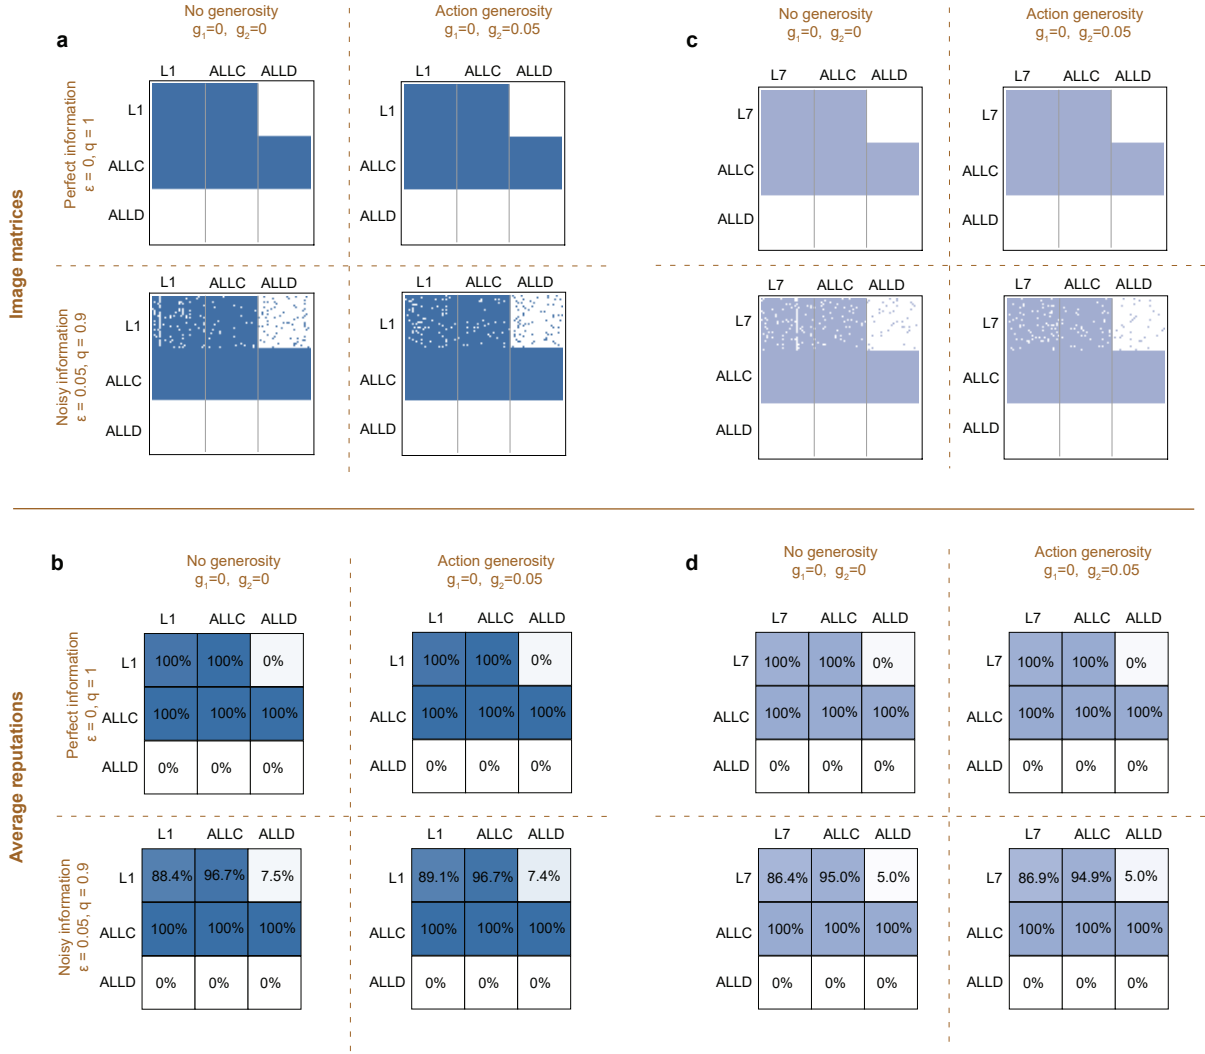 Image matrices
a
No generosity
g₁=0, g₂=0
Action generosity
g₁=0, g₂=0.05
Perfect information
ε = 0, q = 1
L1 ALLC ALLD
L1
ALLC
ALLD
L1 ALLC ALLD
L1
ALLC
ALLD
Noisy information
ε = 0.05, q = 0.9
L1 ALLC ALLD
L1
ALLC
ALLD
L1 ALLC ALLD
L1
ALLC
ALLD
c
No generosity
g₁=0, g₂=0
Action generosity
g₁=0, g₂=0.05
L7 ALLC ALLD
L7
ALLC
ALLD
L7 ALLC ALLD
L7
ALLC
ALLD
L7 ALLC ALLD
L7
ALLC
ALLD
L7 ALLC ALLD
L7
ALLC
ALLD
Average reputations
b
No generosity
g₁=0, g₂=0
Action generosity
g₁=0, g₂=0.05
Perfect information
ε = 0, q = 1
L1 ALLC ALLD
L1 100% 100% 0%
ALLC 100% 100% 100%
ALLD 0% 0% 0%
L1 ALLC ALLD
L1 100% 100% 0%
ALLC 100% 100% 100%
ALLD 0% 0% 0%
Noisy information
ε = 0.05, q = 0.9
L1 ALLC ALLD
L1 88.4% 96.7% 7.5%
ALLC 100% 100% 100%
ALLD 0% 0% 0%
L1 ALLC ALLD
L1 89.1% 96.7% 7.4%
ALLC 100% 100% 100%
ALLD 0% 0% 0%
d
No generosity
g₁=0, g₂=0
Action generosity
g₁=0, g₂=0.05
L7 ALLC ALLD
L7 100% 100% 0%
ALLC 100% 100% 100%
ALLD 0% 0% 0%
L7 ALLC ALLD
L7 100% 100% 0%
ALLC 100% 100% 100%
ALLD 0% 0% 0%
L7 ALLC ALLD
L7 86.4% 95.0% 5.0%
ALLC 100% 100% 100%
ALLD 0% 0% 0%
L7 ALLC ALLD
L7 86.9% 94.9% 5.0%
ALLC 100% 100% 100%
ALLD 0% 0% 0%